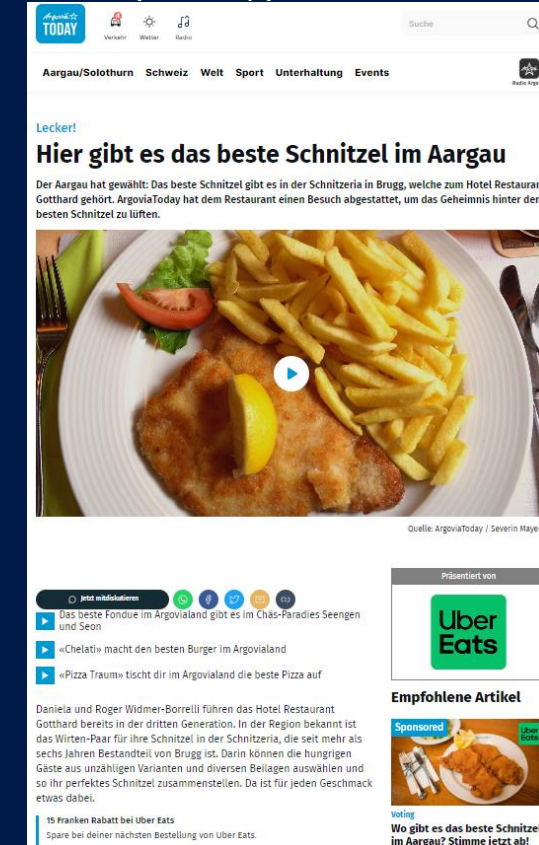 Argovia
TODAY
4
Verkehr Wetter Radio
Suche
Aargau/Solothurn Schweiz Welt Sport Unterhaltung Events
Lecker!
Hier gibt es das beste Schnitzel im Aargau
Der Aargau hat gewählt: Das beste Schnitzel gibt es in der Schnitzeria in Brugg, welche zum Hotel Restauran
Gotthard gehört. ArgoviaToday hat dem Restaurant einen Besuch abgestattet, um das Geheimnis hinter der
besten Schnitzel zu lüften.
Quelle: ArgoviaToday / Severin Maye
Jetzt mitdiskutieren
Das beste Fondue im Argovialand gibt es im Chäs-Paradies Seengen
und Seon
«Chelati» macht den besten Burger im Argovialand
«Pizza Traum» tischt dir im Argovialand die beste Pizza auf
Daniela und Roger Widmer-Borrelli führen das Hotel Restaurant
Gotthard bereits in der dritten Generation. In der Region bekannt ist
das Wirten-Paar für ihre Schnitzel in der Schnitzeria, die seit mehr als
sechs Jahren Bestandteil von Brugg ist. Darin können die hungrigen
Gäste aus unzähligen Varianten und diversen Beilagen auswählen und
so ihr perfektes Schnitzel zusammenstellen. Da ist für jeden Geschmack
etwas dabei.
15 Franken Rabatt bei Uber Eats
Spare bei deiner nächsten Bestellung von Uber Eats.
Präsentiert von
Uber
Eats
Empfohlene Artikel
Sponsored
Uber
Eats
Voting
Wo gibt es das beste Schnitzel
im Aargau? Stimme jetzt ab!